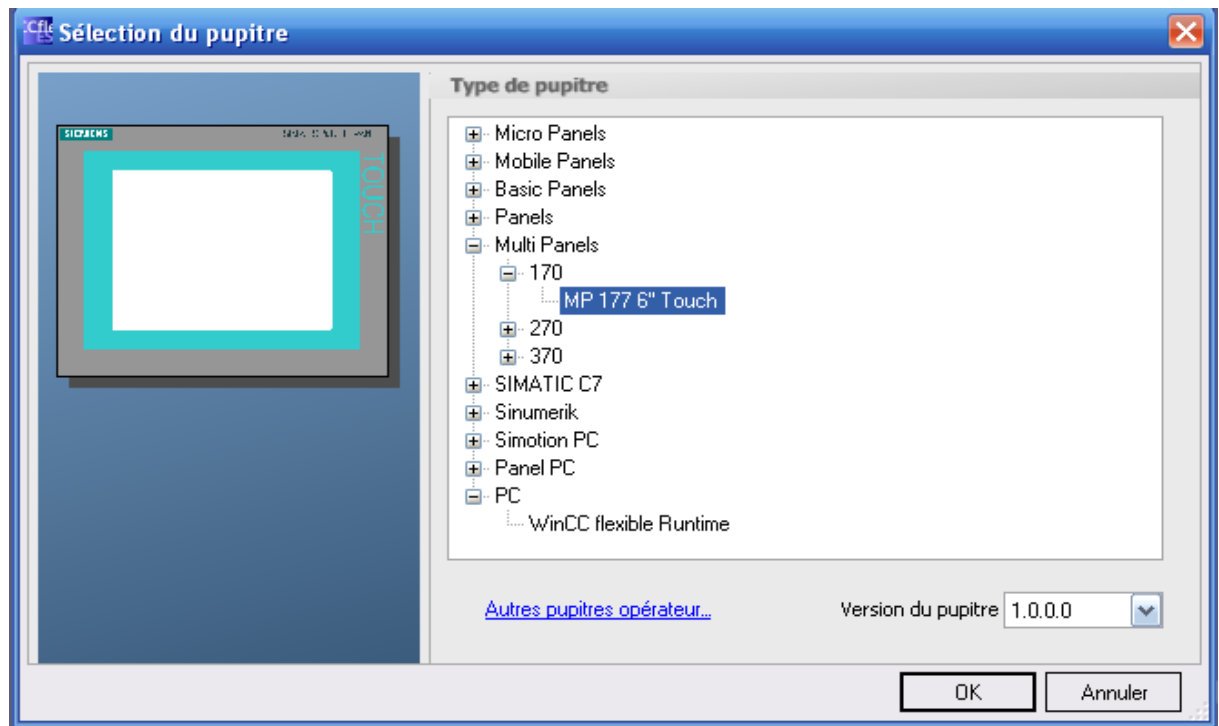 Sélection du pupitre
SIEMENS
TOUCH
Type de pupitre
Micro Panels
Mobile Panels
Basic Panels
Panels
Multi Panels
170
MP 177 6" Touch
270
370
SIMATIC C7
Sinumerik
Simotion PC
Panel PC
PC
WinCC flexible Runtime
Autres pupitres opérateur...
Version du pupitre 1.0.0.0
OK
Annuler